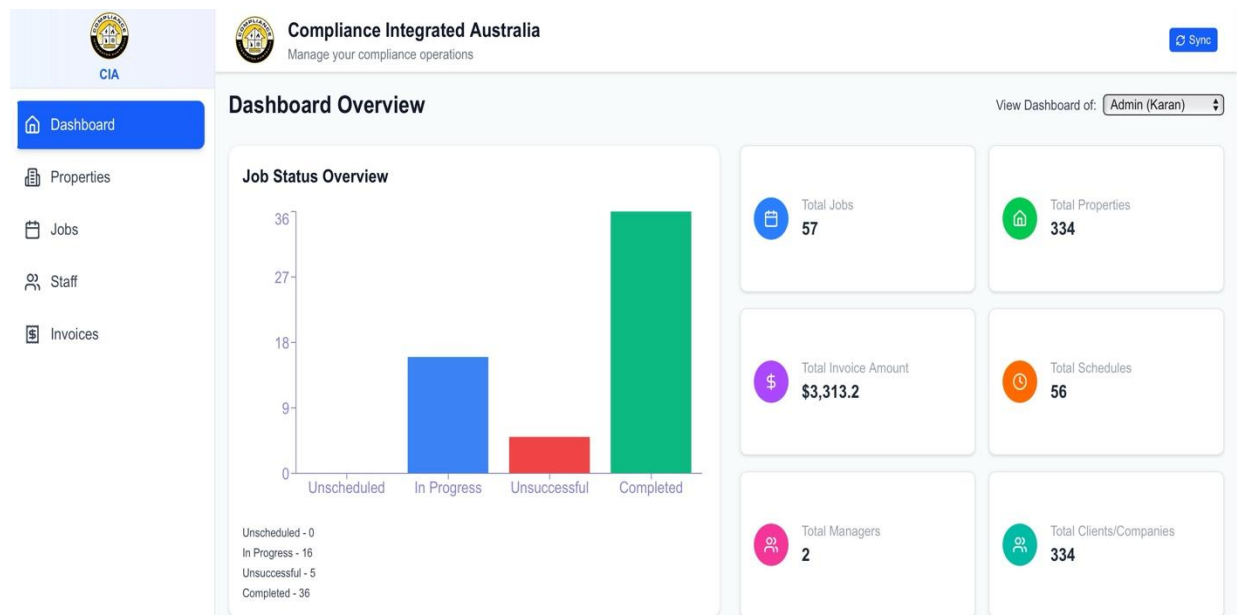 COMPLIANCE
CIA
Compliance Integrated Australia
Manage your compliance operations
Sync
Dashboard
Properties
Jobs
Staff
Invoices
Dashboard Overview
View Dashboard of: Admin (Karan)
Job Status Overview
36
27
18
9
0
Unscheduled In Progress Unsuccessful Completed
Unscheduled - 0
In Progress - 16
Unsuccessful - 5
Completed - 36
Total Jobs
57
Total Properties
334
Total Invoice Amount
$3,313.2
Total Schedules
56
Total Managers
2
Total Clients/Companies
334